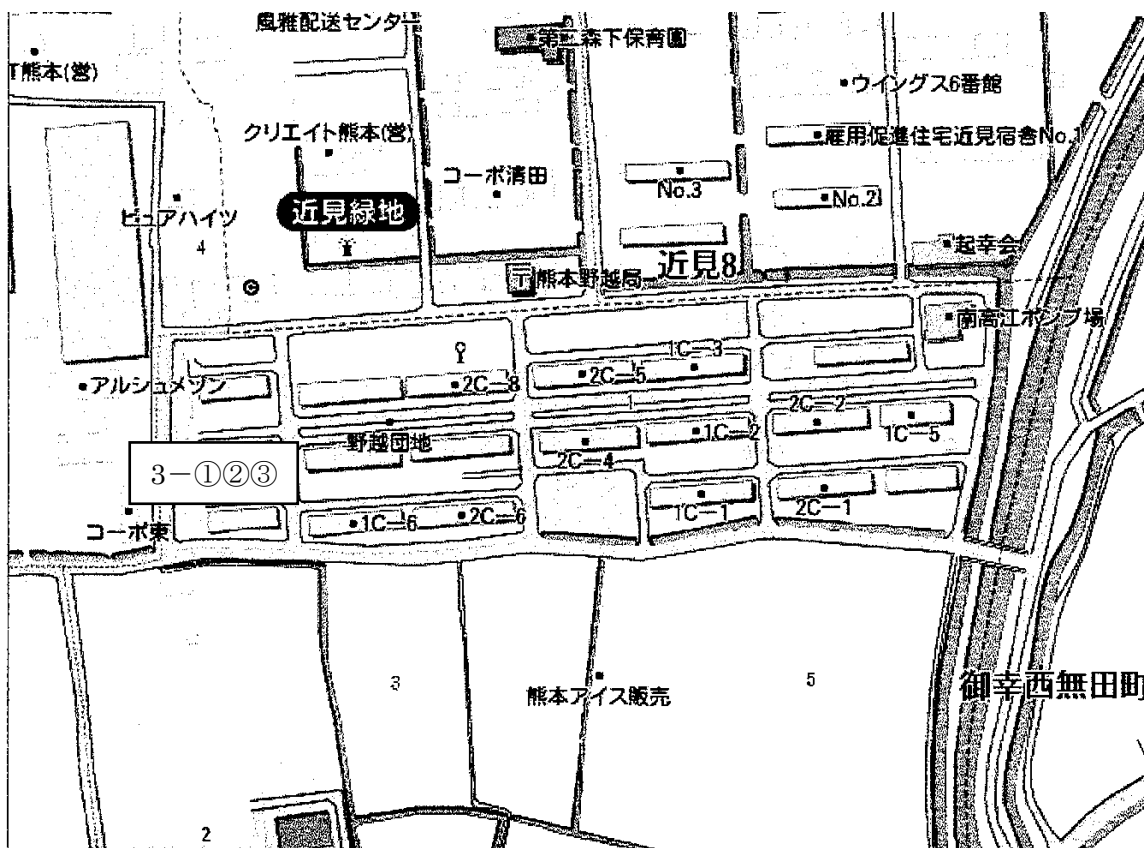 風雅配送センター
第二森下保育園
T熊本(営)
ウイングス6番館
クリエイト熊本(営)
雇用促進住宅近見宿舎No.1
コーポ清田
No.3
No.2
ピュアハイツ
近見緑地
4
起幸会
近見8
〒熊本野越局
南高江ポンプ場
1C-3
アルシュメゾン
2C-8
2C-5
1
2C-2
野越団地
1C-2
1C-5
2C-4
3-①②③
1C-1
2C-1
コーポ東
1C-6
2C-6
3
5
熊本アイス販売
御幸西無田町
2